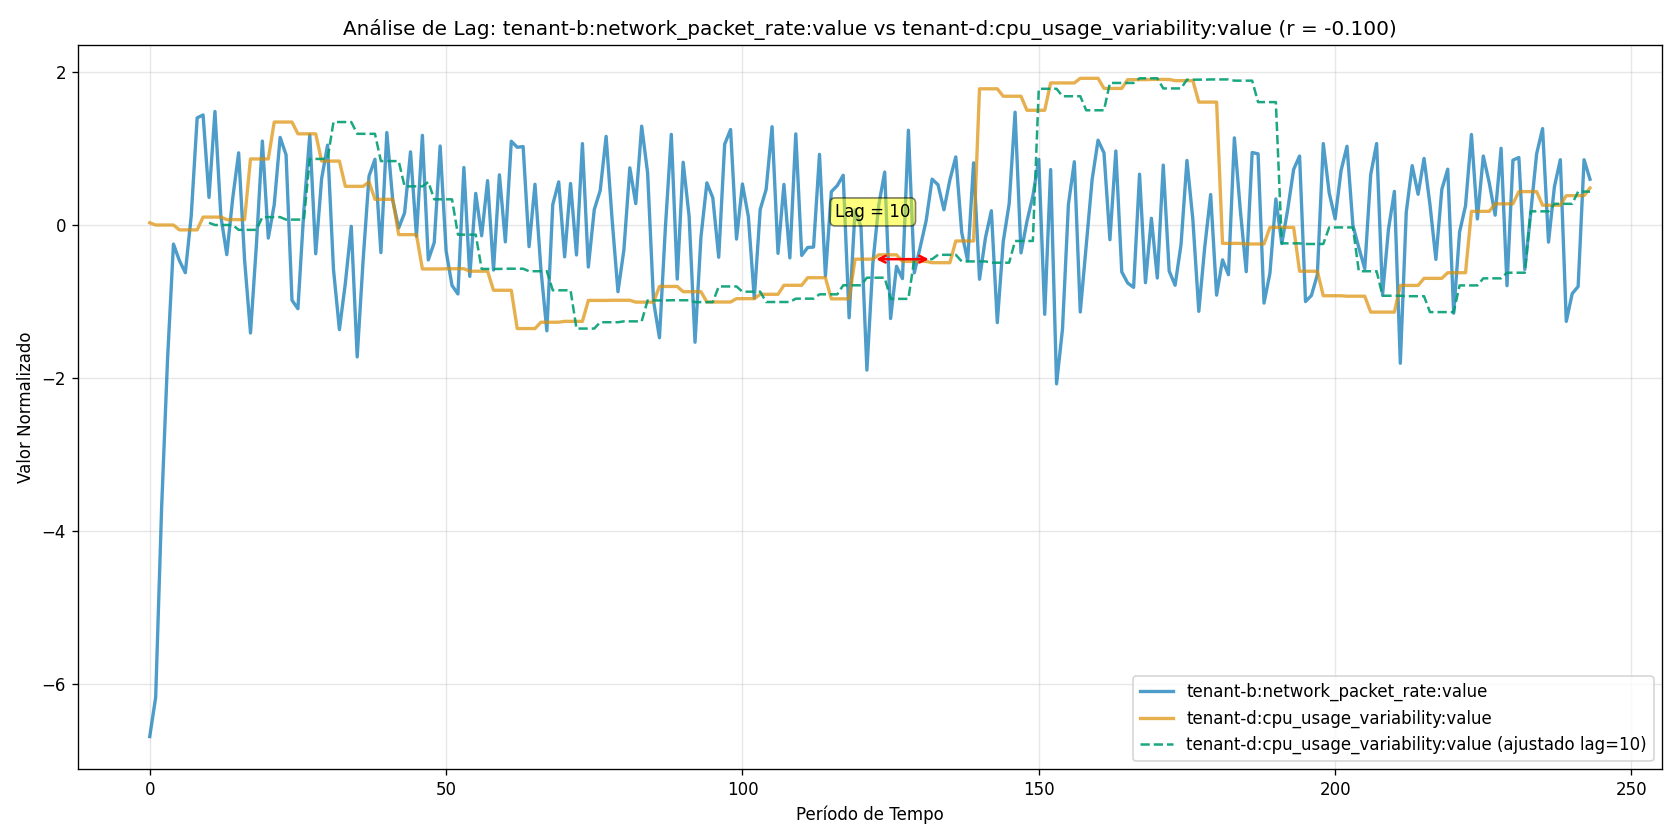 Análise de Lag: tenant-b:network_packet_rate:value vs tenant-d:cpu_usage_variability:value (r = -0.100)
Valor Normalizado
2
0
−2
−4
−6
Lag = 10
tenant-b:network_packet_rate:value
tenant-d:cpu_usage_variability:value
tenant-d:cpu_usage_variability:value (ajustado lag=10)
0
50
100
150
200
250
Período de Tempo